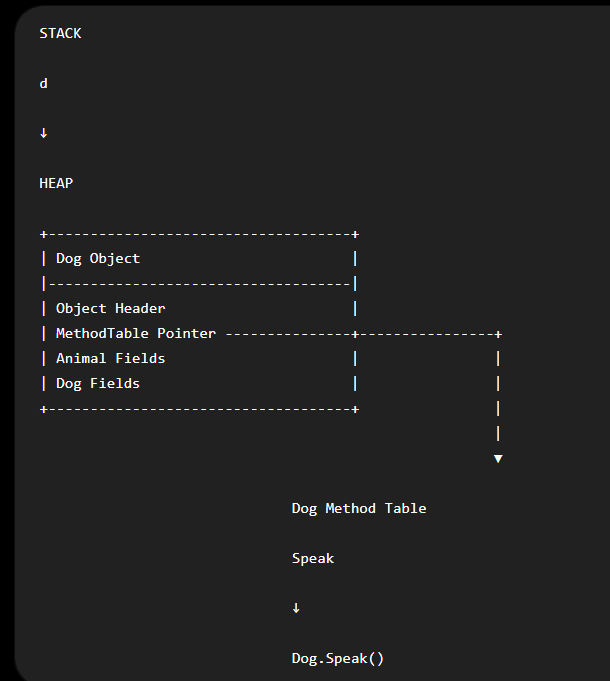 STACK
d
↓
HEAP
+------------------------------------+
| Dog Object                         |
|------------------------------------|
| Object Header                      |
| MethodTable Pointer ---------------+----------------+
| Animal Fields                      |                |
| Dog Fields                         |                |
+------------------------------------+                |
                                                      |
                                                      ▼
                              Dog Method Table
                              Speak
                              ↓
                              Dog.Speak()